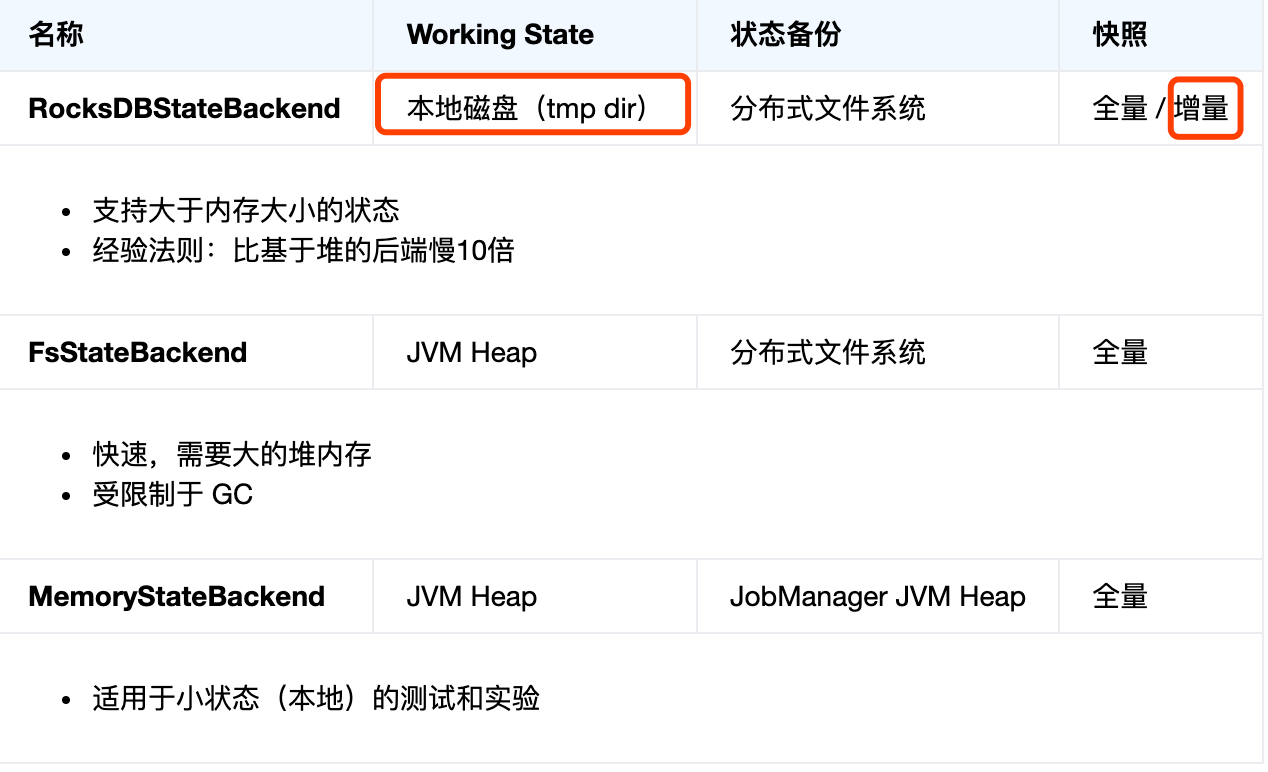 名称 Working State 状态备份 快照
RocksDBStateBackend 本地磁盘（tmp dir） 分布式文件系统 全量 / 增量
• 支持大于内存大小的状态
• 经验法则：比基于堆的后端慢10倍
FsStateBackend JVM Heap 分布式文件系统 全量
• 快速，需要大的堆内存
• 受限制于 GC
MemoryStateBackend JVM Heap JobManager JVM Heap 全量
• 适用于小状态（本地）的测试和实验